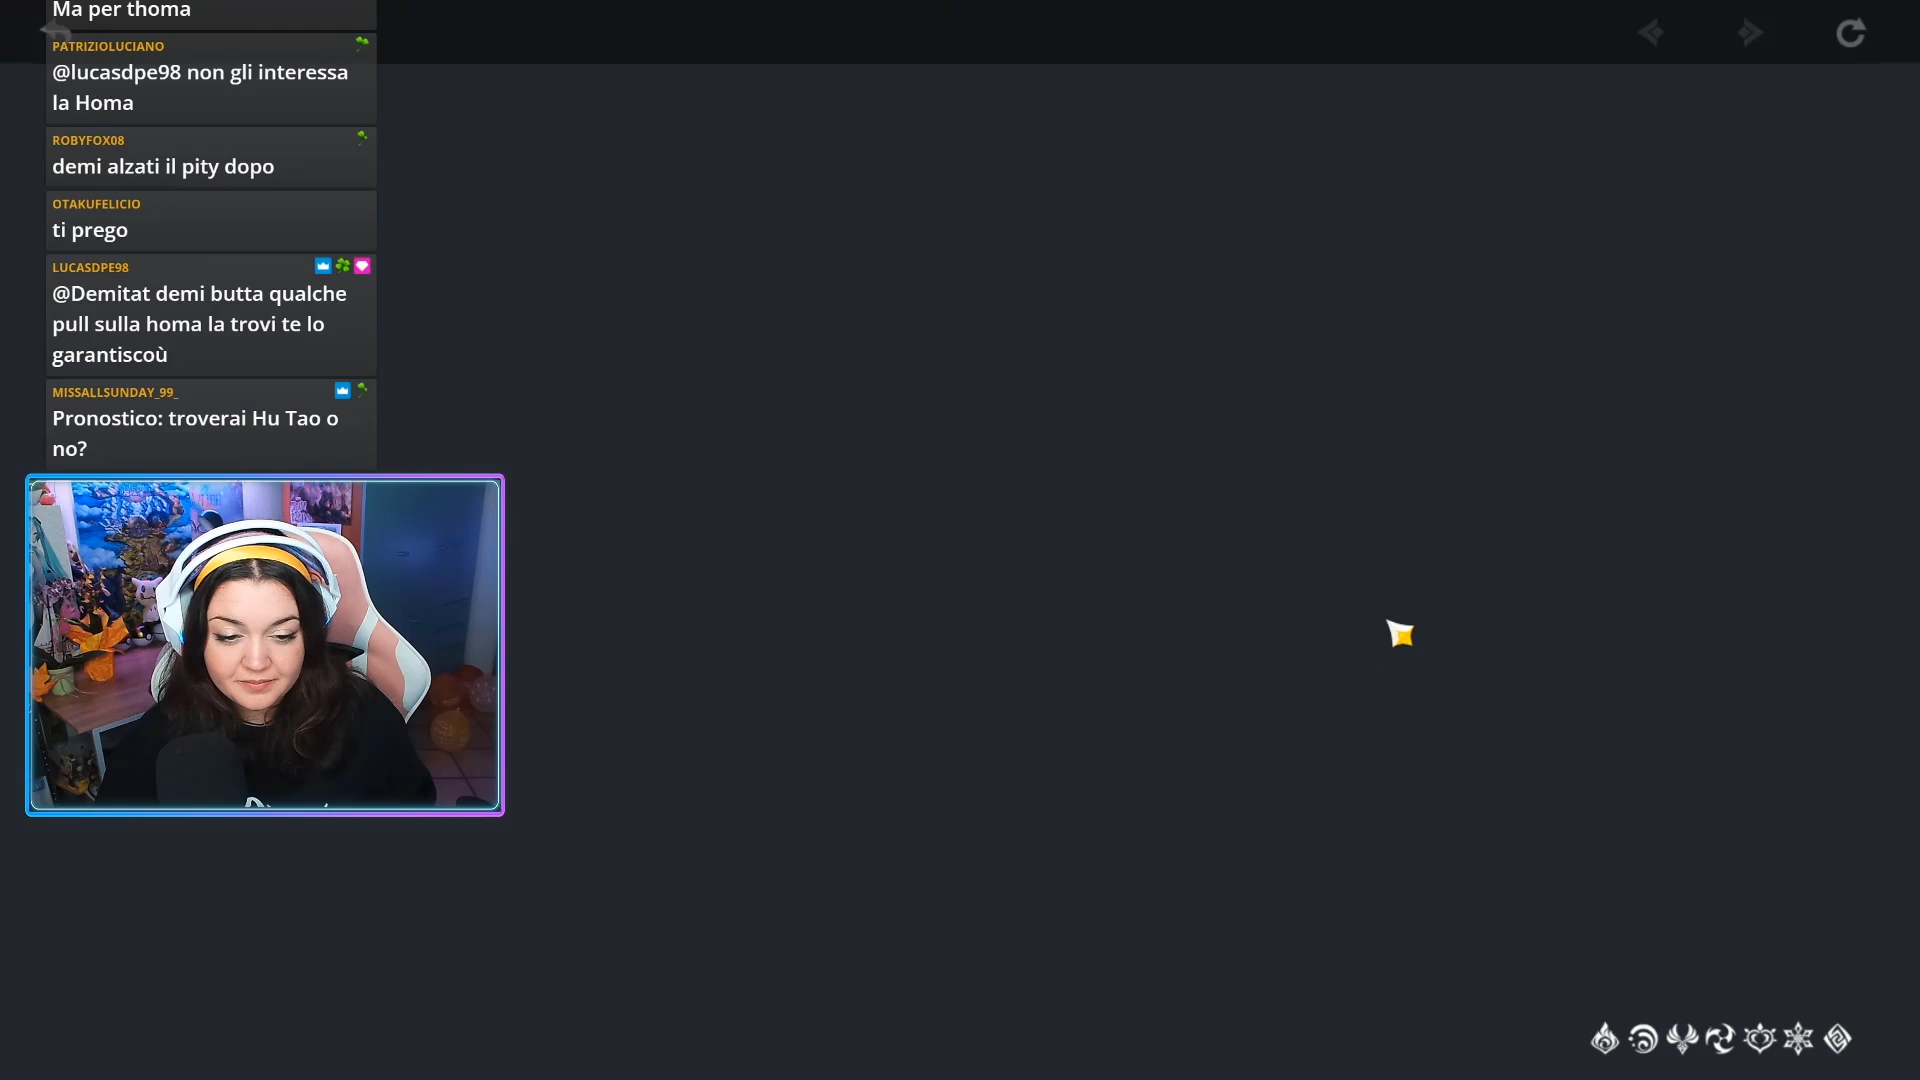 Ma per thoma
PATRIZIOLUCIANO
@lucasdpe98 non gli interessa
la Homa
ROBYFOX08
demi alzati il pity dopo
OTAKUFELICIO
ti prego
LUCASDPE98
@Demitat demi butta qualche
pull sulla homa la trovi te lo
garantiscoù
MISSALLSUNDAY_99_
Pronostico: troverai Hu Tao o
no?